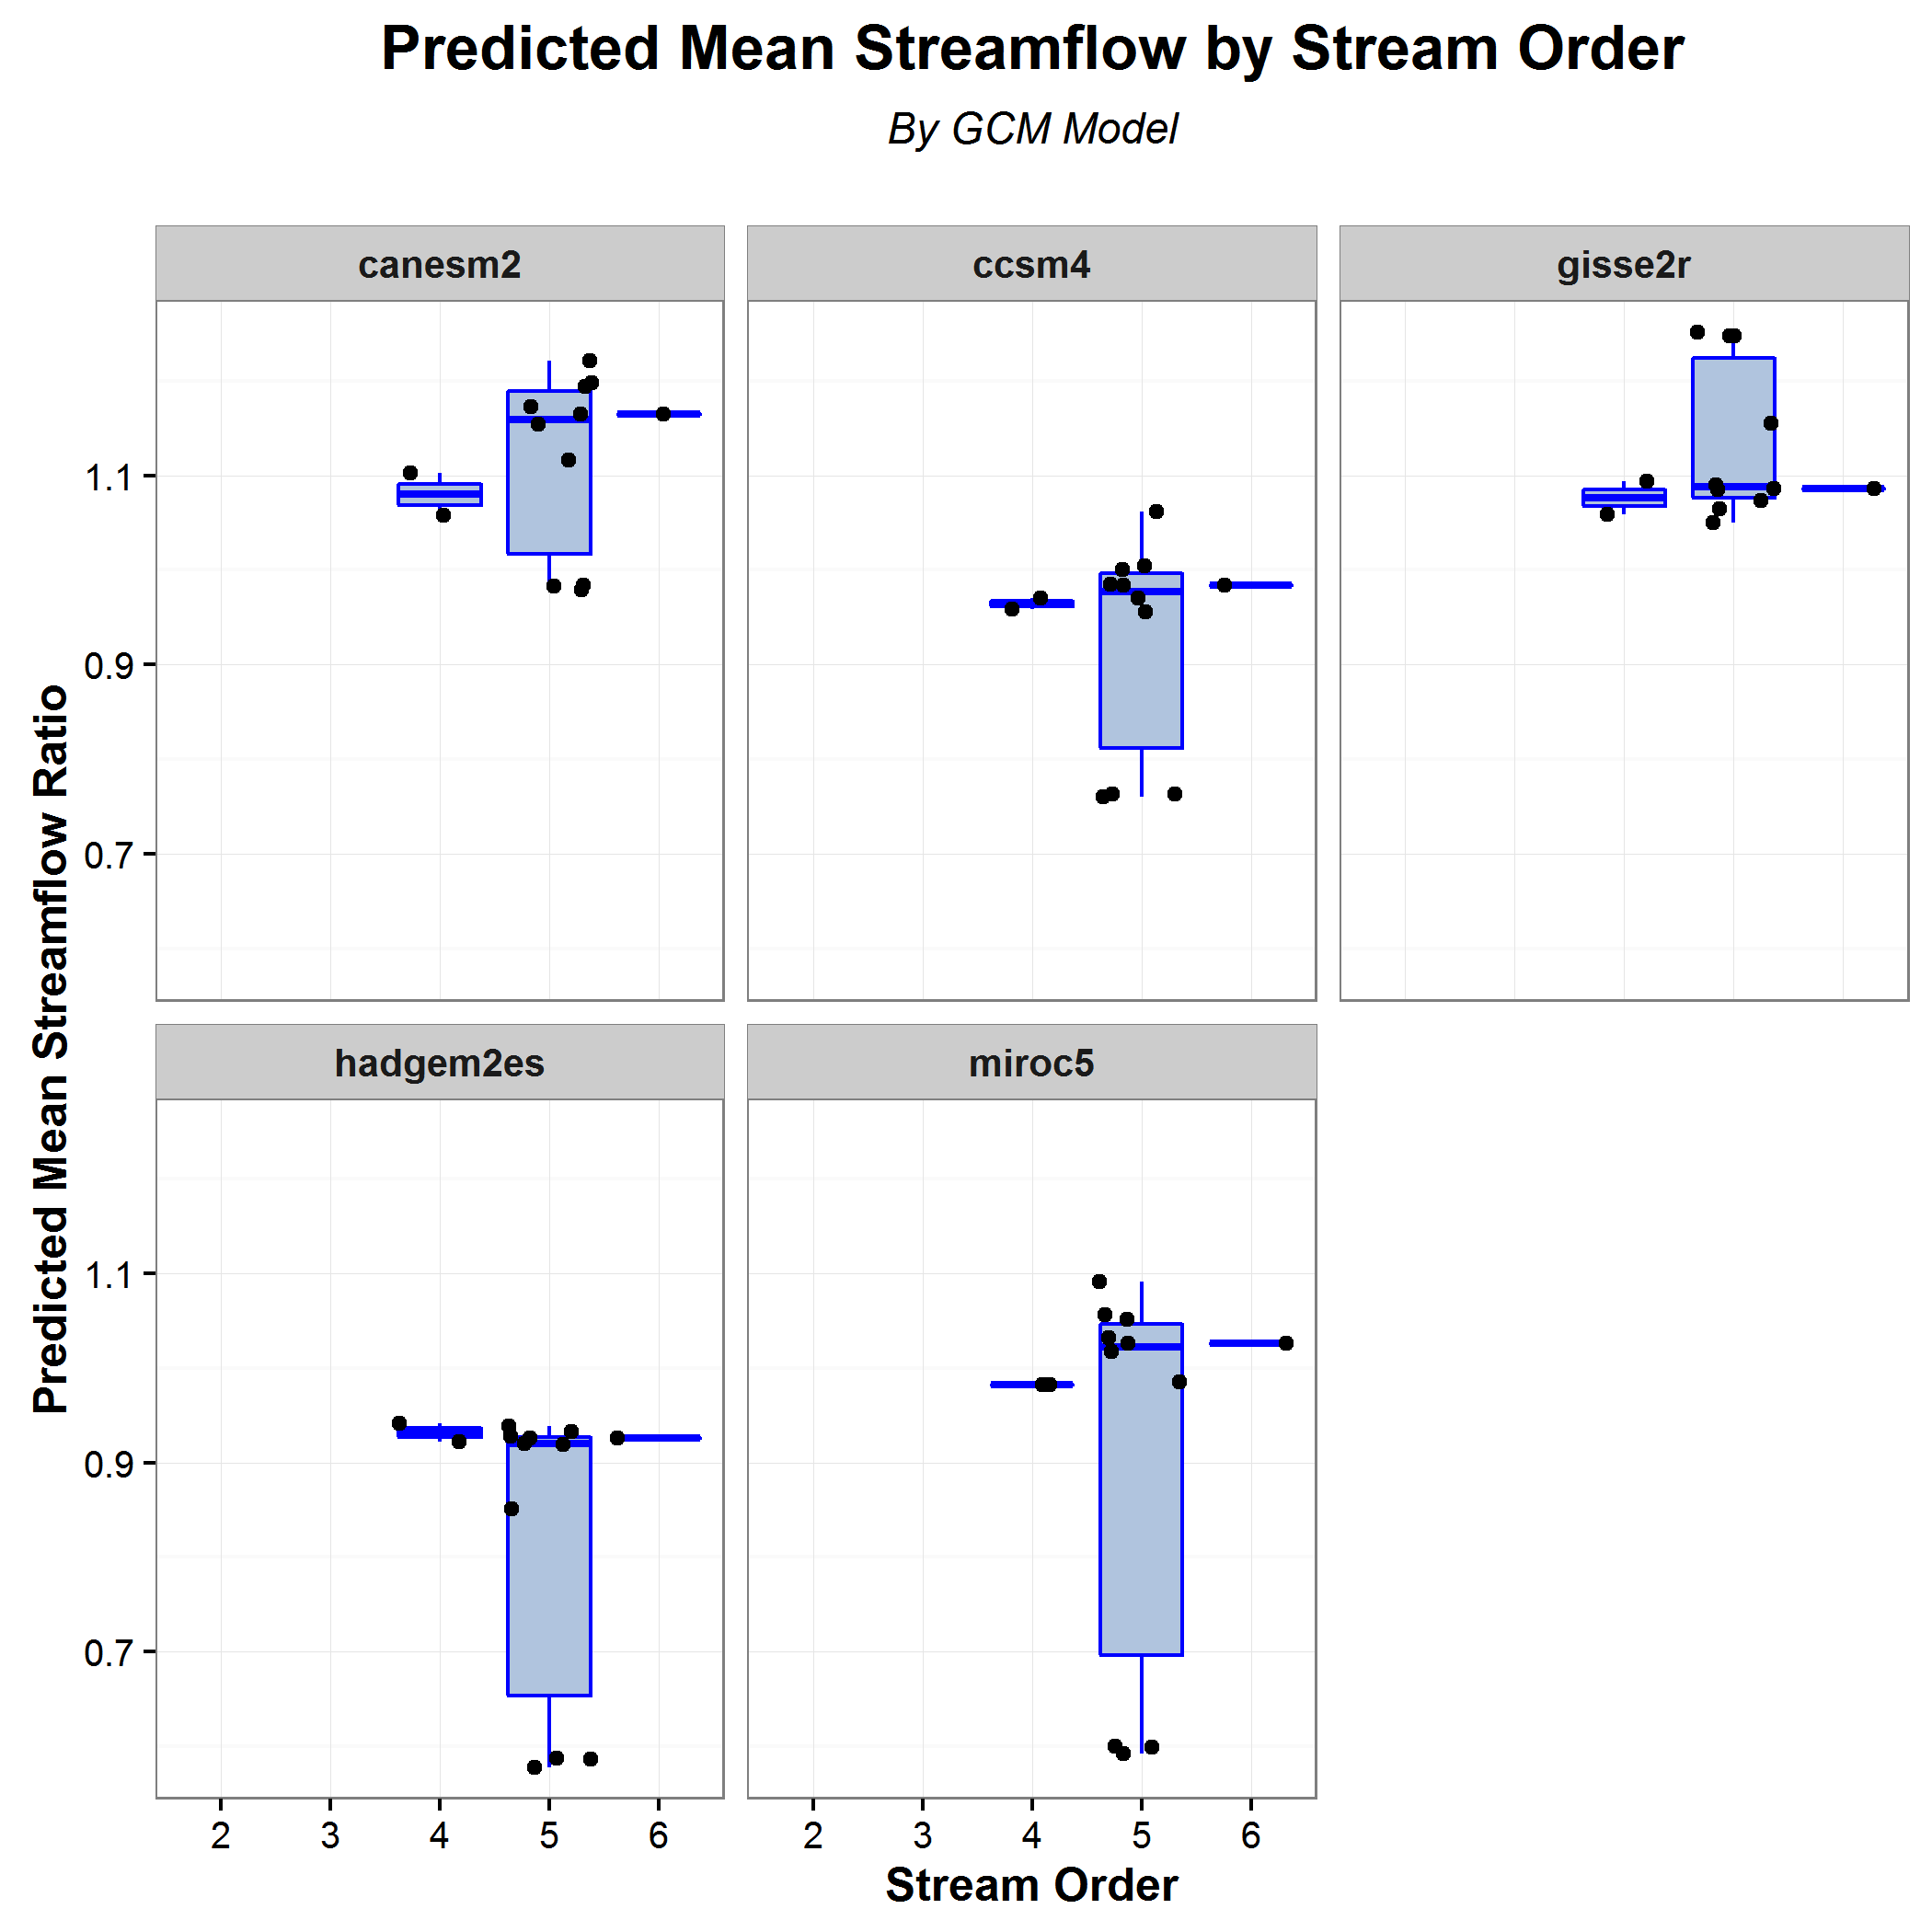 Predicted Mean Streamflow by Stream Order
By GCM Model
canesm2
ccsm4
gisse2r
1.1
0.9
0.7
Predicted Mean Streamflow Ratio
hadgem2es
miroc5
1.1
0.9
0.7
2 3 4 5 6
2 3 4 5 6
Stream Order